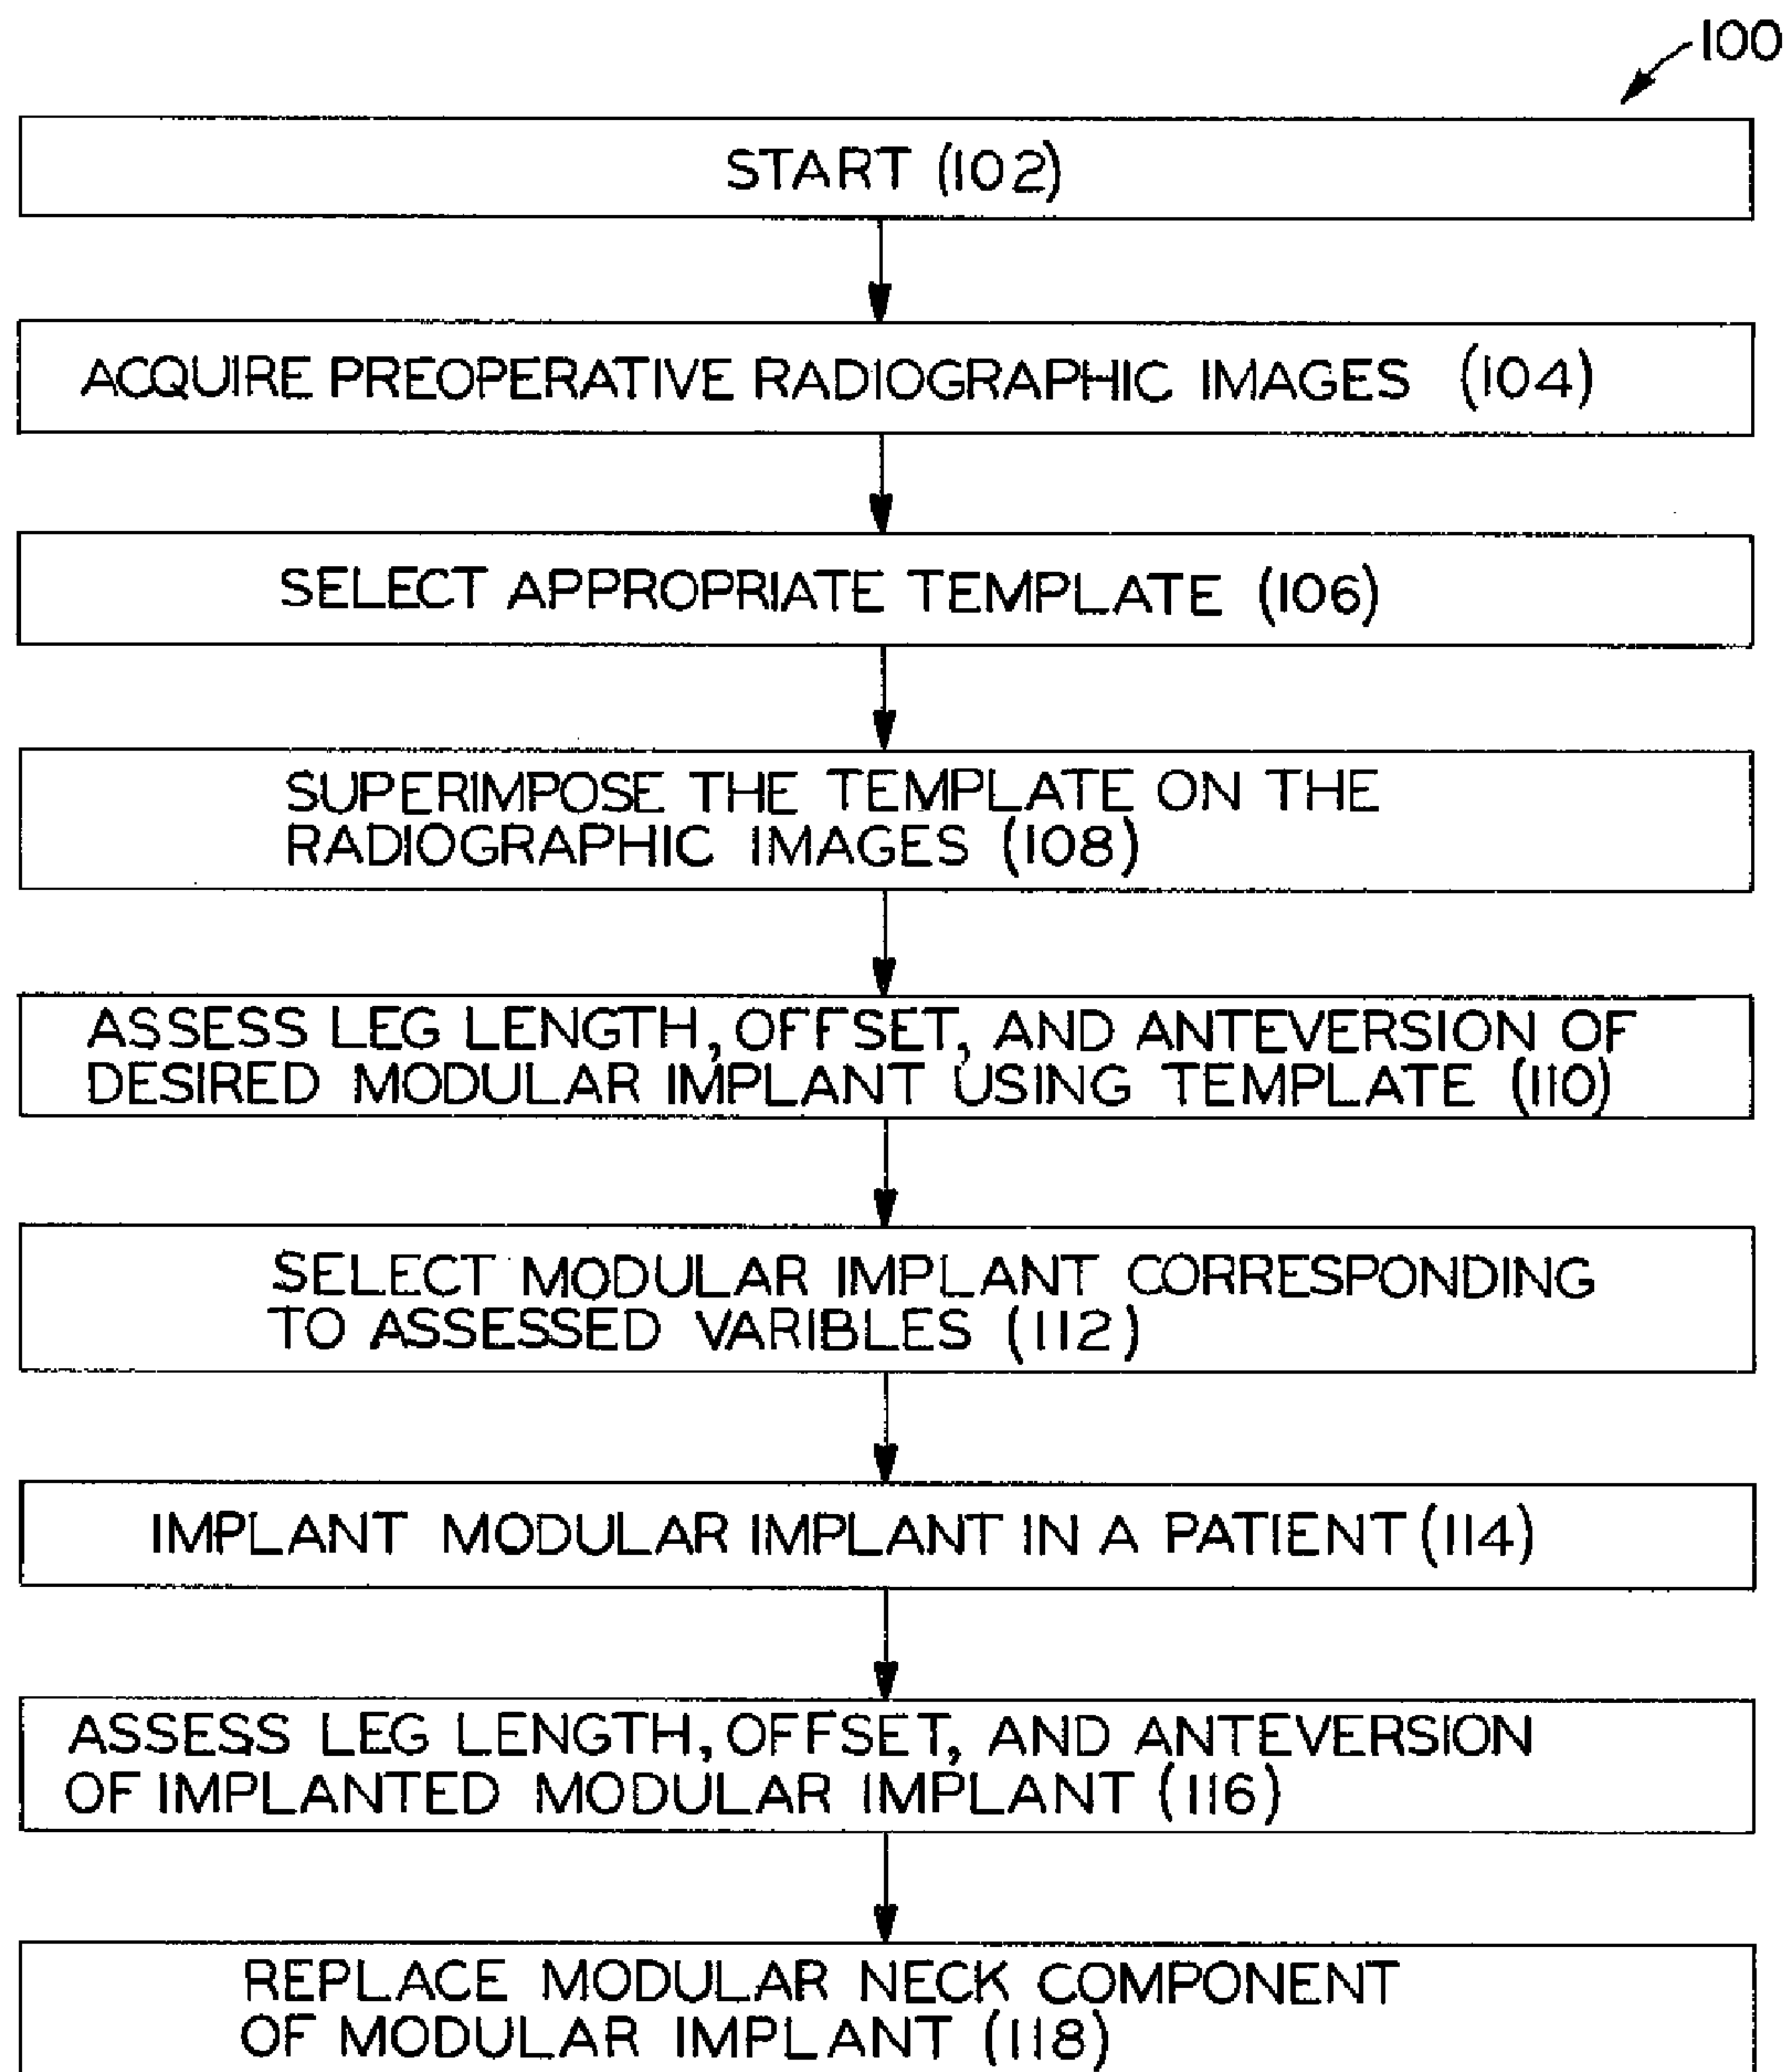 100
START (102)
ACQUIRE PREOPERATIVE RADIOGRAPHIC IMAGES (104)
SELECT APPROPRIATE TEMPLATE (106)
SUPERIMPOSE THE TEMPLATE ON THE
RADIOGRAPHIC IMAGES (108)
ASSESS LEG LENGTH, OFFSET, AND ANTEVERSION OF
DESIRED MODULAR IMPLANT USING TEMPLATE (110)
SELECT MODULAR IMPLANT CORRESPONDING
TO ASSESSED VARIBLES (112)
IMPLANT MODULAR IMPLANT IN A PATIENT (114)
ASSESS LEG LENGTH, OFFSET, AND ANTEVERSION
OF IMPLANTED MODULAR IMPLANT (116)
REPLACE MODULAR NECK COMPONENT
OF MODULAR IMPLANT (118)